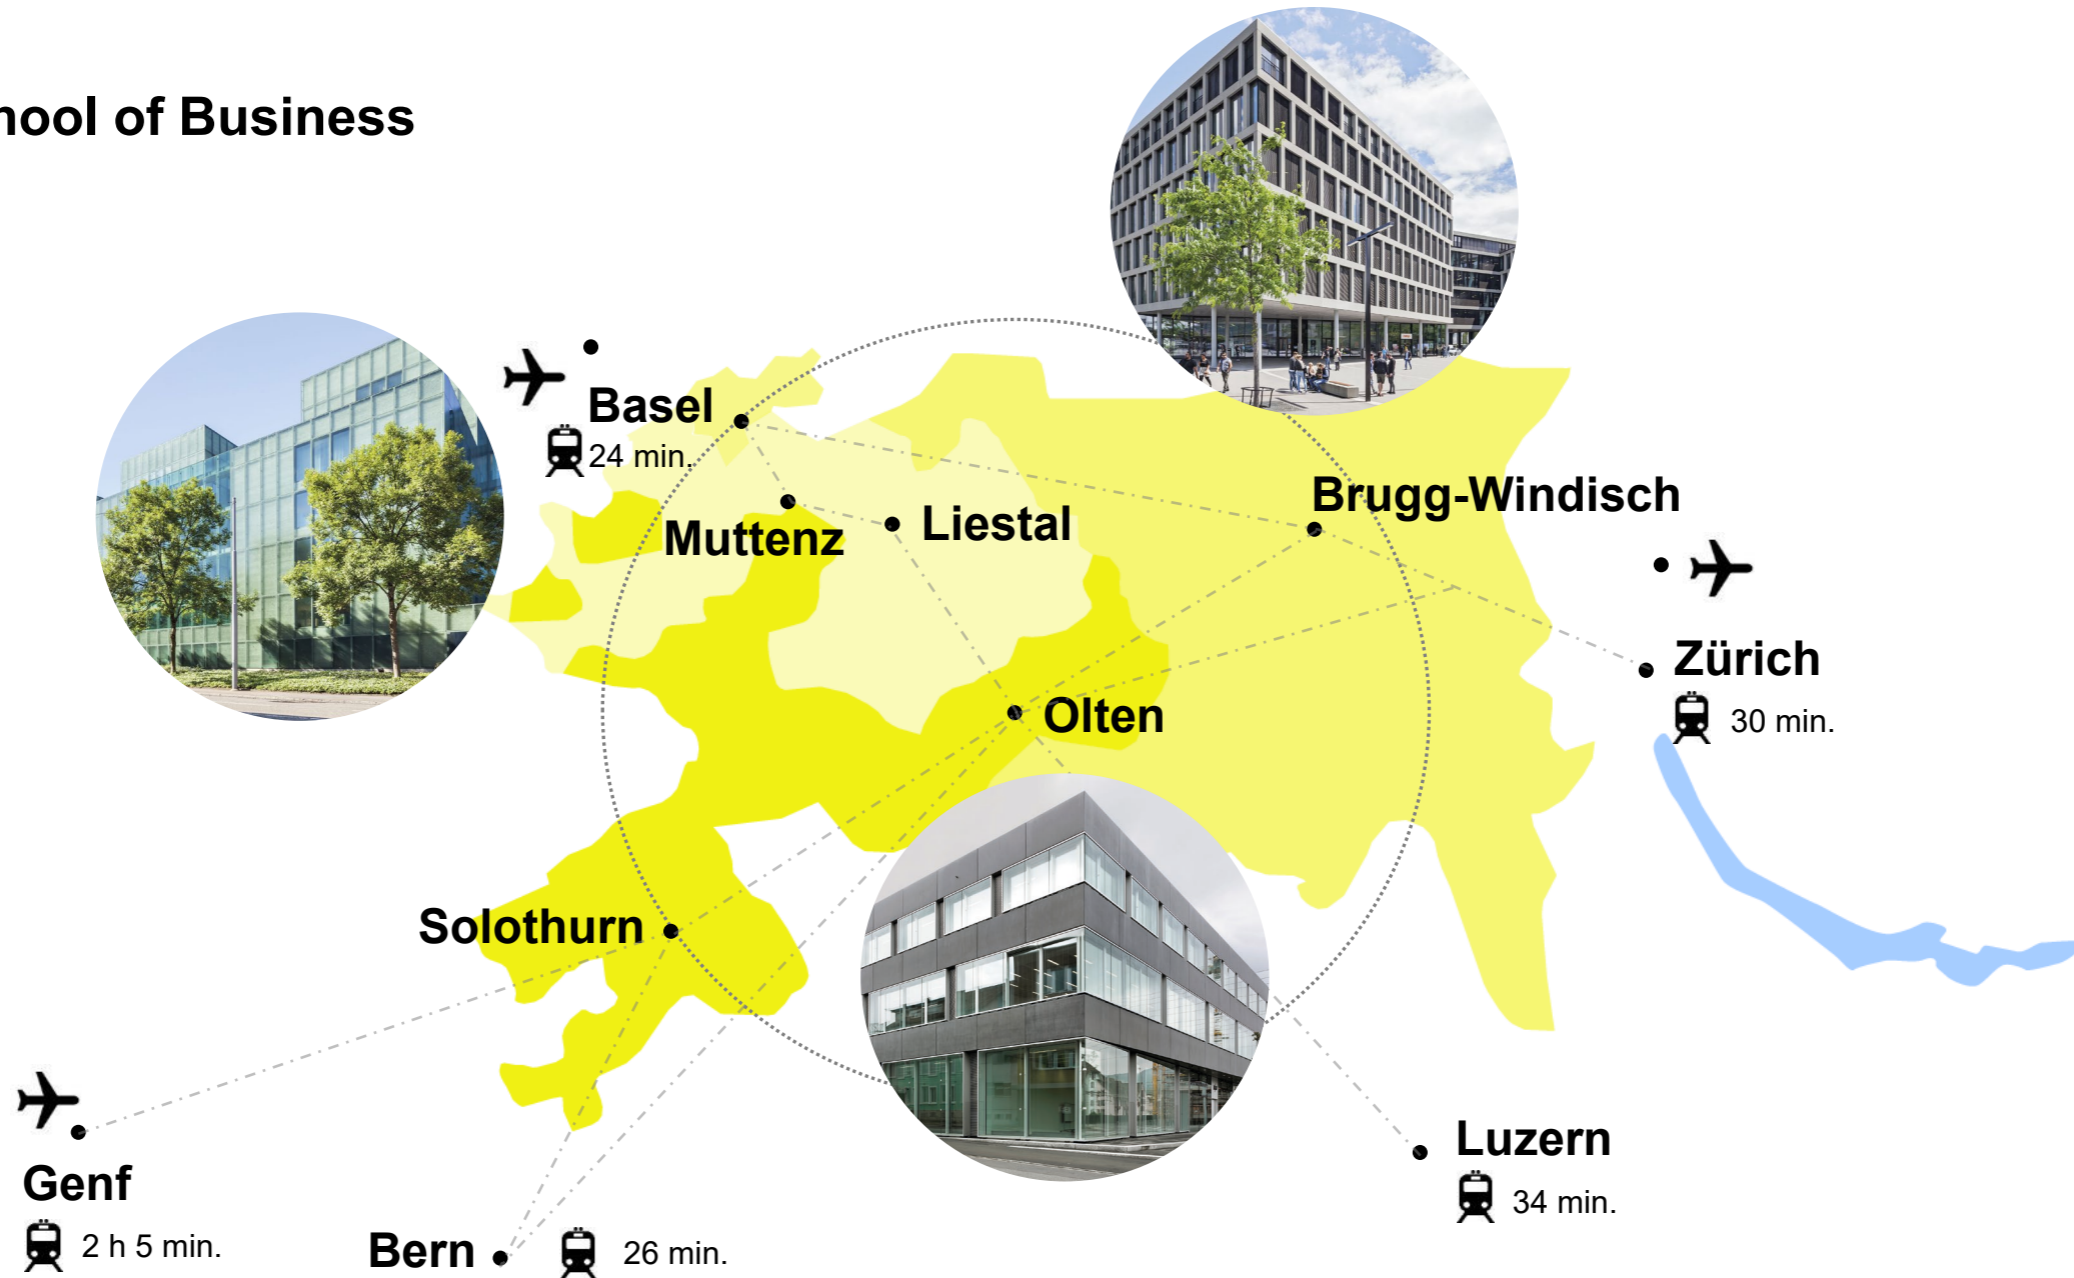 hool of Business
Basel
24 min.
Brugg-Windisch
Muttenz
Liestal
Zürich
30 min.
Olten
Solothurn
Luzern
34 min.
Genf
2 h 5 min.
Bern
26 min.